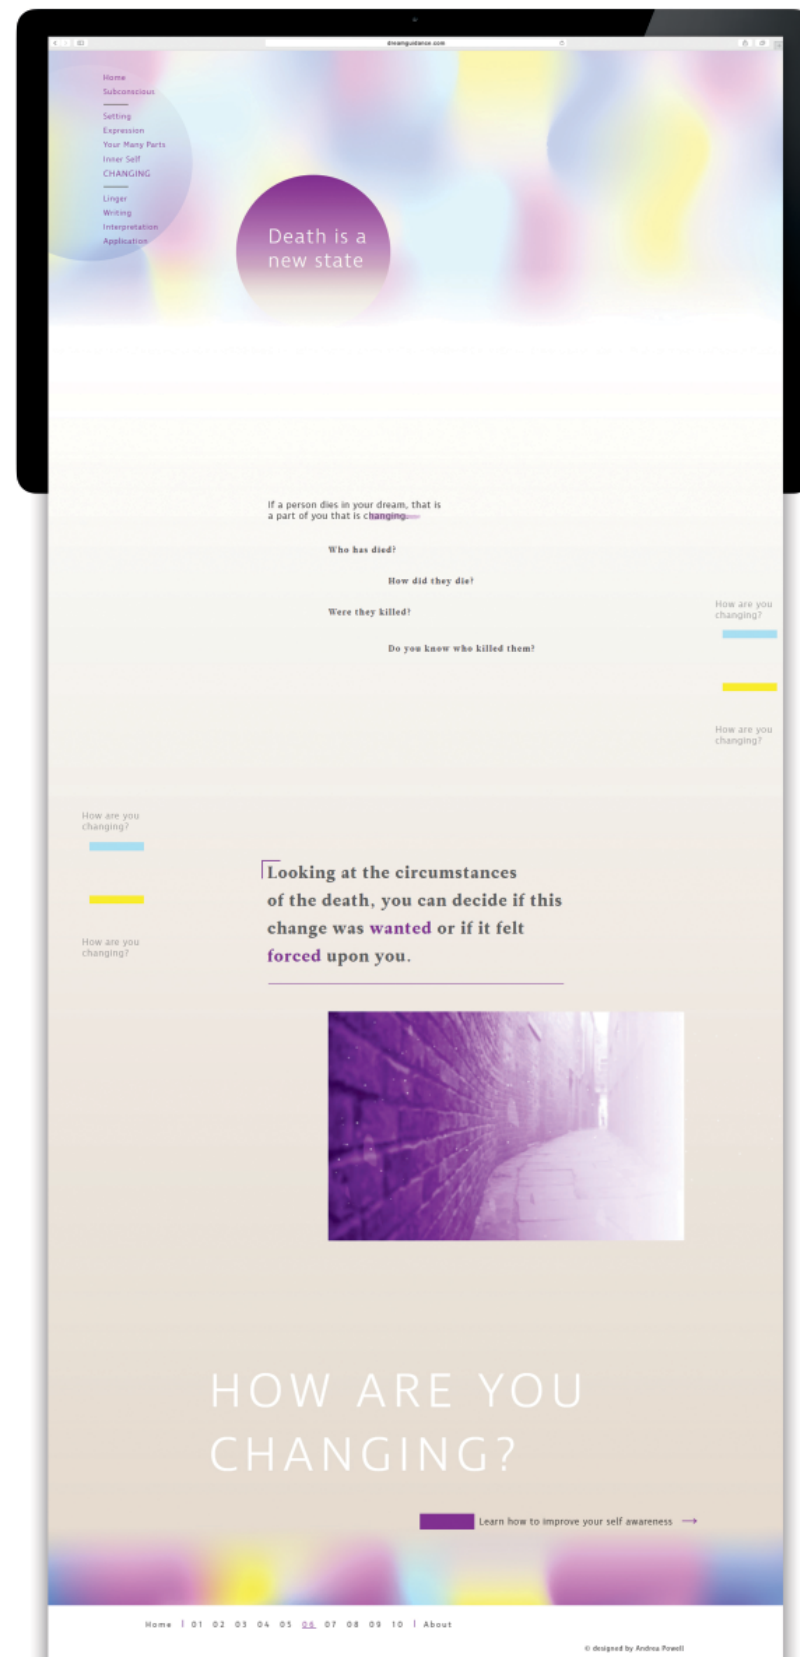 dreamguidance.com
Home
Subconscious
Setting
Expression
Your Many Parts
Inner Self
CHANGING
Linger
Writing
Interpretation
Application
Death is a
new state
If a person dies in your dream, that is
a part of you that is changing.
Who has died?
How did they die?
Were they killed?
Do you know who killed them?
How are you
changing?
How are you
changing?
How are you
changing?
How are you
changing?
Looking at the circumstances
of the death, you can decide if this
change was wanted or if it felt
forced upon you.
HOW ARE YOU
CHANGING?
Learn how to improve your self awareness →
Home | 01 02 03 04 05 06 07 08 09 10 | About
© designed by Andrea Powell